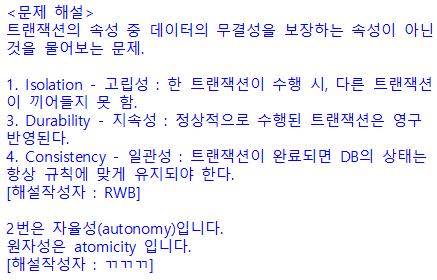 <문제 해설>
트랜잭션의 속성 중 데이터의 무결성을 보장하는 속성이 아닌
것을 물어보는 문제.

1. Isolation - 고립성 : 한 트랜잭션이 수행 시, 다른 트랜잭션
이 끼어들지 못 함.
3. Durability - 지속성 : 정상적으로 수행된 트랜잭션은 영구
반영된다.
4. Consistency - 일관성 : 트랜잭션이 완료되면 DB의 상태는
항상 규칙에 맞게 유지되야 한다.
[해설작성자 : RWB]

2번은 자율성(autonomy)입니다.
원자성은 atomicity 입니다.
[해설작성자 : ㄲㄲㄲ]